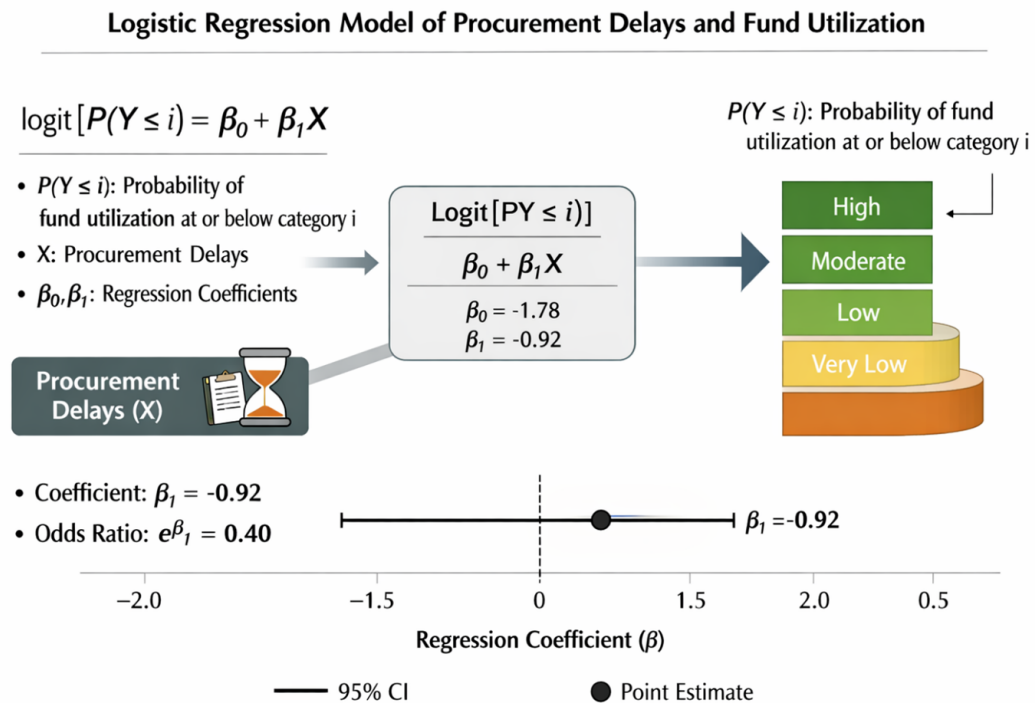 Logistic Regression Model of Procurement Delays and Fund Utilization
logit [P(Y ≤ i) = β₀ + β₁X
• P(Y ≤ i): Probability of
fund utilization at or below category i
• X: Procurement Delays
• β₀,β₁: Regression Coefficients
Procurement
Delays (X)
Logit [PY ≤ i)]
β₀ + β₁X
β₀ = -1.78
β₁ = -0.92
P(Y ≤ i): Probability of fund
utilization at or below category i
High
Moderate
Low
Very Low
• Coefficient: β₁ = -0.92
• Odds Ratio: eᵝ₁ = 0.40
β₁ =-0.92
−2.0 −1.5 0 1.5 2.0 0.5
Regression Coefficient (β)
95% CI
Point Estimate